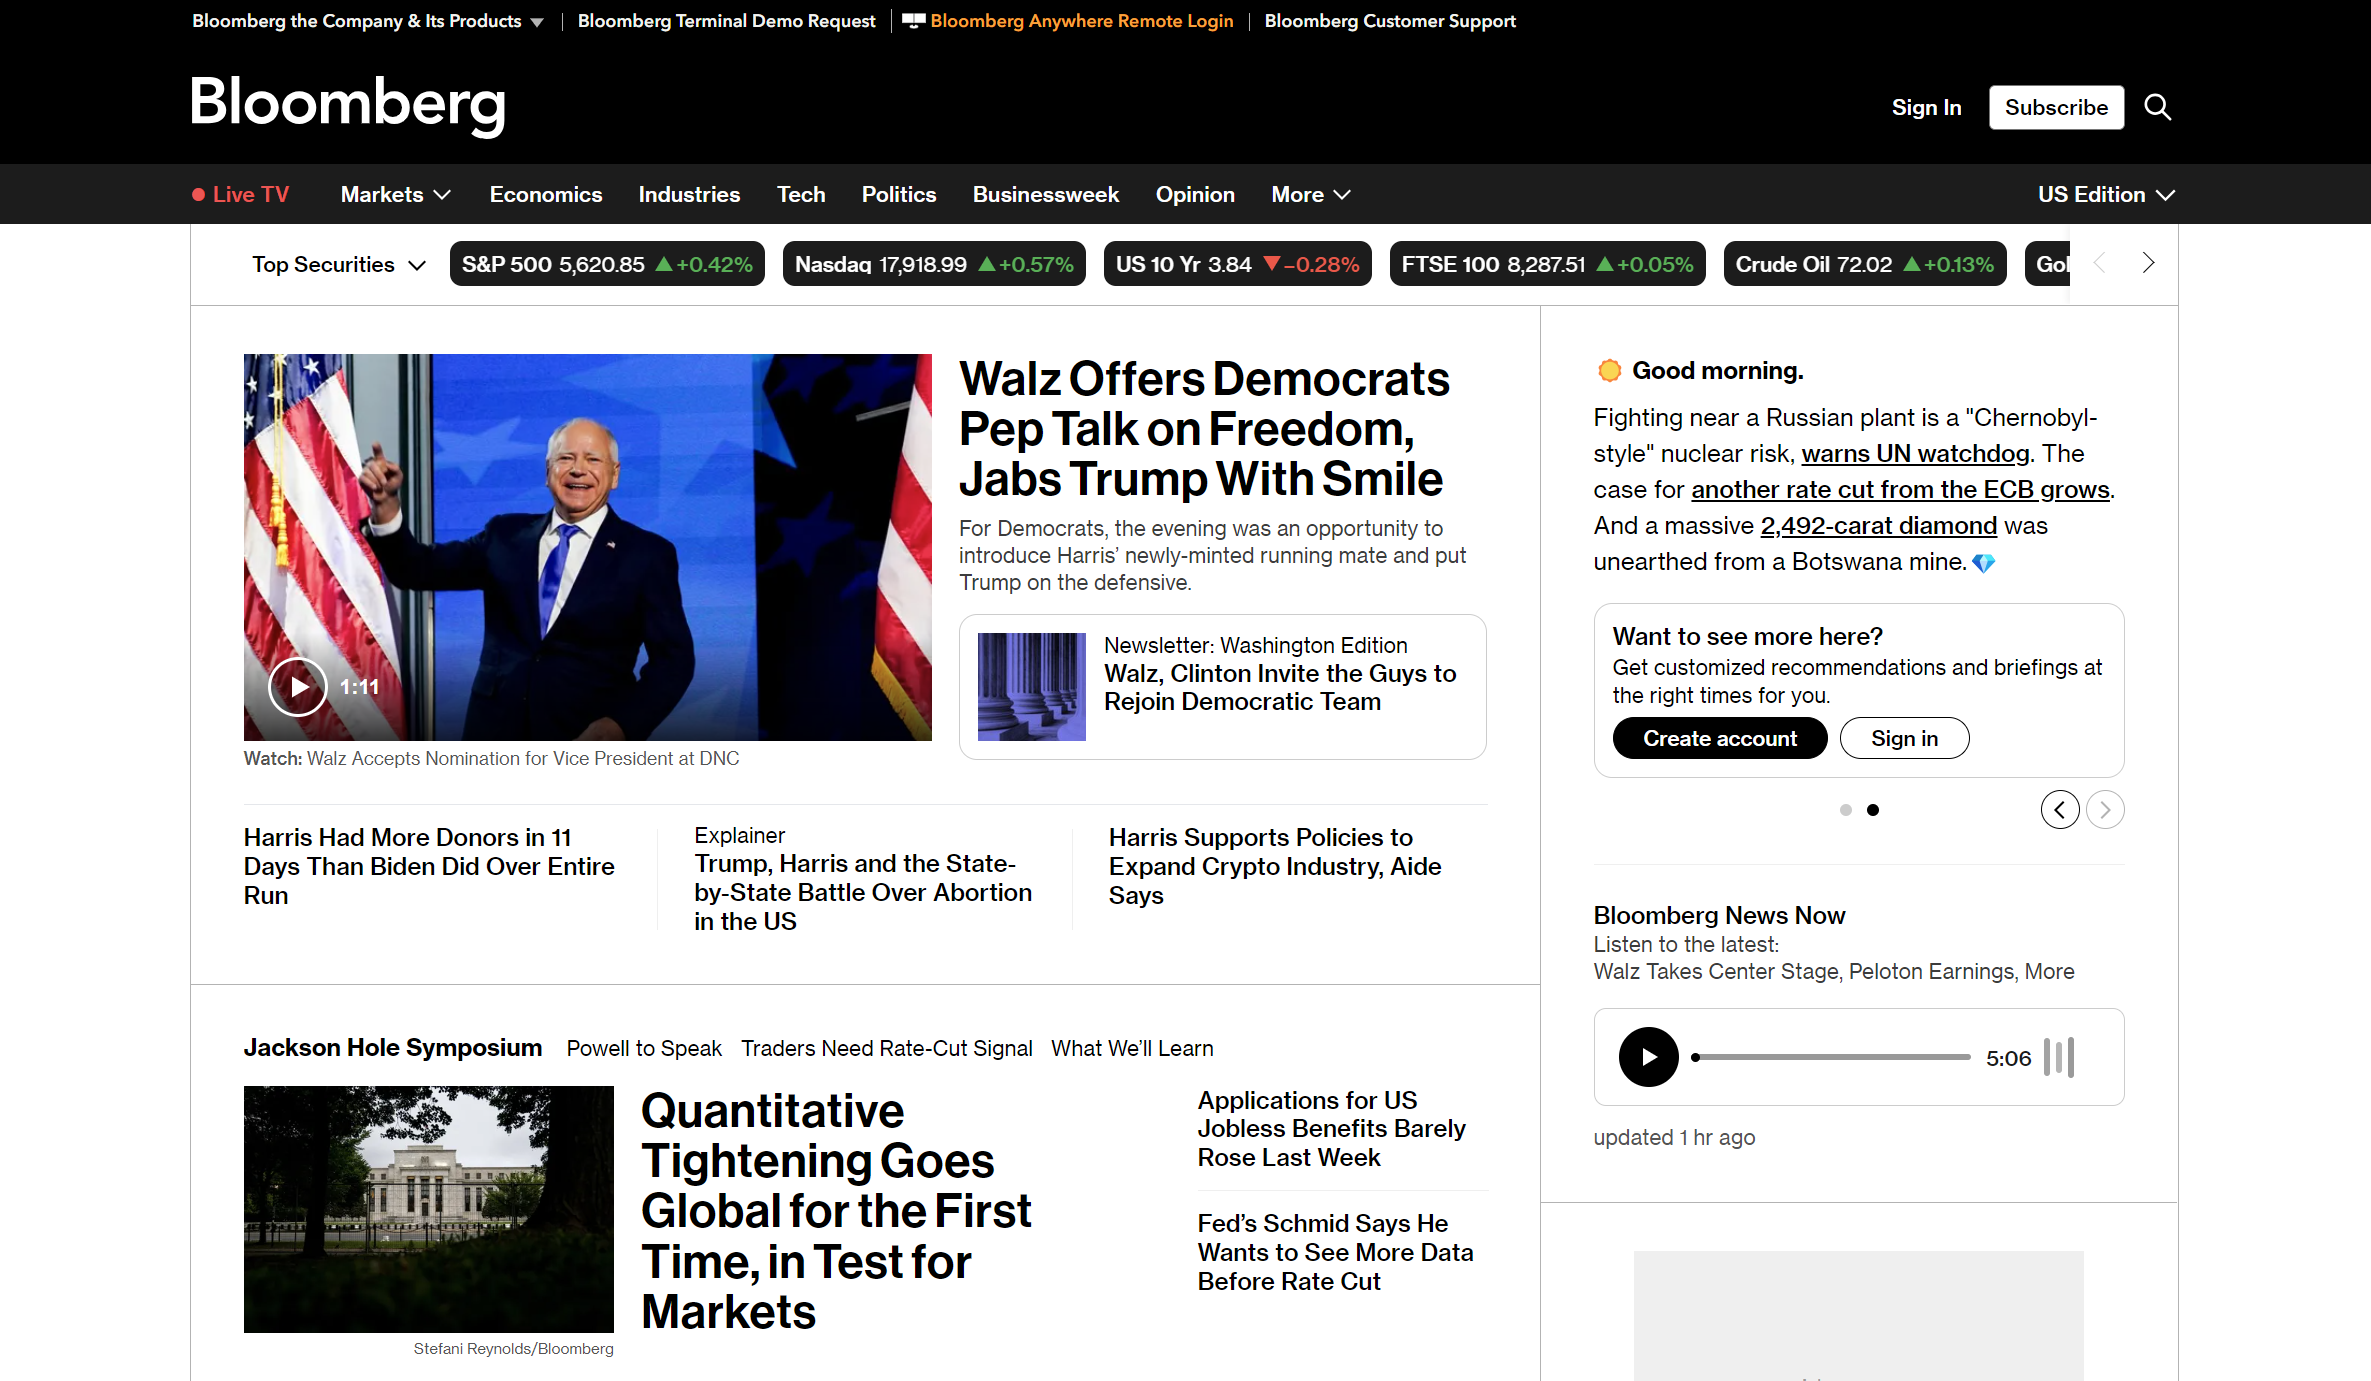 Bloomberg the Company & Its Products
Bloomberg Terminal Demo Request
Bloomberg Anywhere Remote Login
Bloomberg Customer Support
Bloomberg
Sign In
Subscribe
Live TV
Markets
Economics
Industries
Tech
Politics
Businessweek
Opinion
More
US Edition
Top Securities
S&P 500 5,620.85 ▲+0.42%
Nasdaq 17,918.99 ▲+0.57%
US 10 Yr 3.84 ▼−0.28%
FTSE 100 8,287.51 ▲+0.05%
Crude Oil 72.02 ▲+0.13%
Gol
1:11
Watch: Walz Accepts Nomination for Vice President at DNC
Walz Offers Democrats
Pep Talk on Freedom,
Jabs Trump With Smile
For Democrats, the evening was an opportunity to
introduce Harris’ newly-minted running mate and put
Trump on the defensive.
Newsletter: Washington Edition
Walz, Clinton Invite the Guys to
Rejoin Democratic Team
Harris Had More Donors in 11
Days Than Biden Did Over Entire
Run
Explainer
Trump, Harris and the State-
by-State Battle Over Abortion
in the US
Harris Supports Policies to
Expand Crypto Industry, Aide
Says
Good morning.
Fighting near a Russian plant is a "Chernobyl-
style" nuclear risk, warns UN watchdog. The
case for another rate cut from the ECB grows.
And a massive 2,492-carat diamond was
unearthed from a Botswana mine.
Want to see more here?
Get customized recommendations and briefings at
the right times for you.
Create account
Sign in
Bloomberg News Now
Listen to the latest:
Walz Takes Center Stage, Peloton Earnings, More
5:06
updated 1 hr ago
Jackson Hole Symposium
Powell to Speak
Traders Need Rate-Cut Signal
What We’ll Learn
Stefani Reynolds/Bloomberg
Quantitative
Tightening Goes
Global for the First
Time, in Test for
Markets
Applications for US
Jobless Benefits Barely
Rose Last Week
Fed’s Schmid Says He
Wants to See More Data
Before Rate Cut